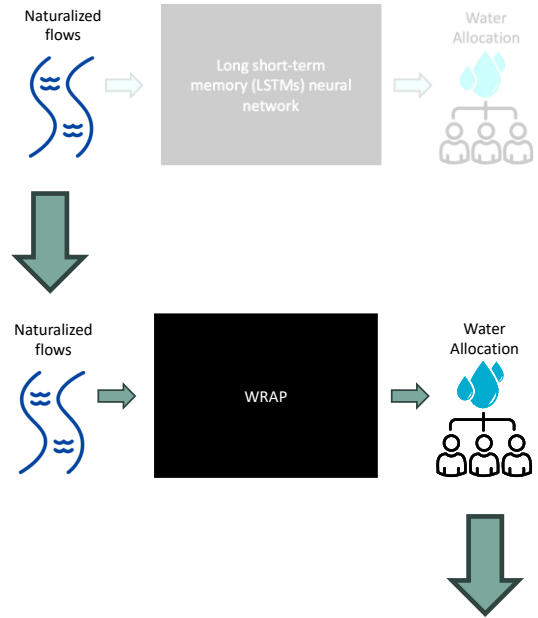 Naturalized
flows
Long short-term
memory (LSTMs) neural
network
Water
Allocation
Naturalized
flows
WRAP
Water
Allocation